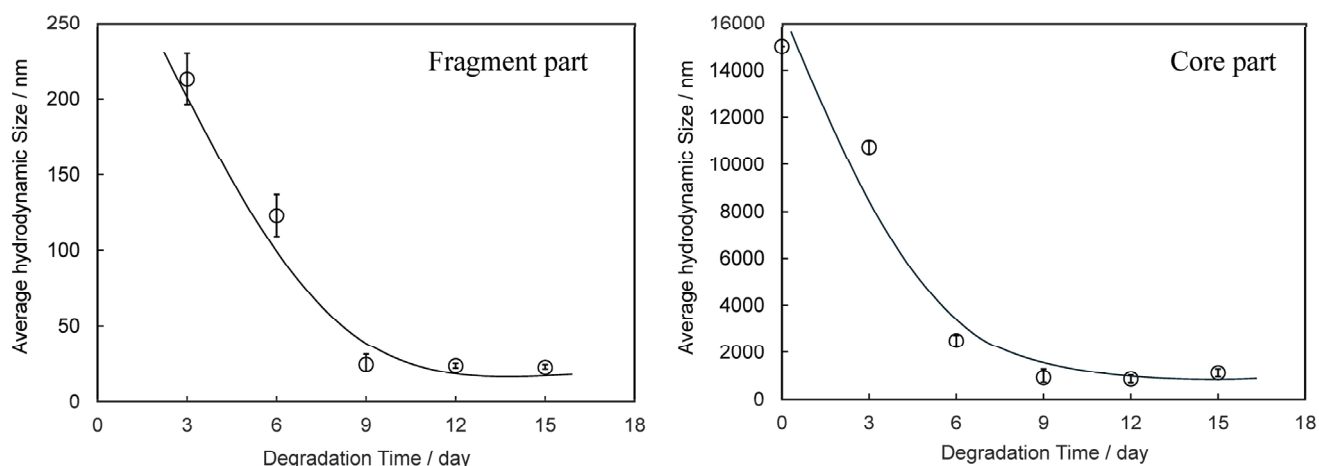 Fragment part
Average hydrodynamic Size / nm
250
200
150
100
50
0
0 3 6 9 12 15 18
Degradation Time / day
Core part
Average hydrodynamic Size / nm
16000
14000
12000
10000
8000
6000
4000
2000
0
0 3 6 9 12 15 18
Degradation Time / day